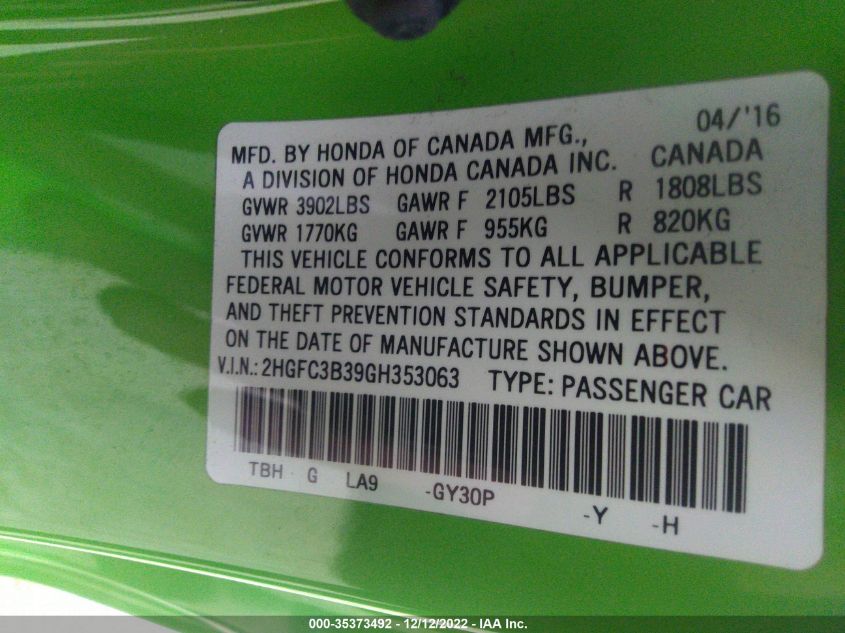 04/'16
MFD. BY HONDA OF CANADA MFG.,
A DIVISION OF HONDA CANADA INC. CANADA
GVWR 3902LBS GAWR F 2105LBS R 1808LBS
GVWR 1770KG GAWR F 955KG R 820KG
THIS VEHICLE CONFORMS TO ALL APPLICABLE
FEDERAL MOTOR VEHICLE SAFETY, BUMPER,
AND THEFT PREVENTION STANDARDS IN EFFECT
ON THE DATE OF MANUFACTURE SHOWN ABOVE.
V.I.N.: 2HGFC3B39GH353063 TYPE: PASSENGER CAR
TBH G LA9 -GY30P -Y -H
000-35373492 - 12/12/2022 - IAA Inc.